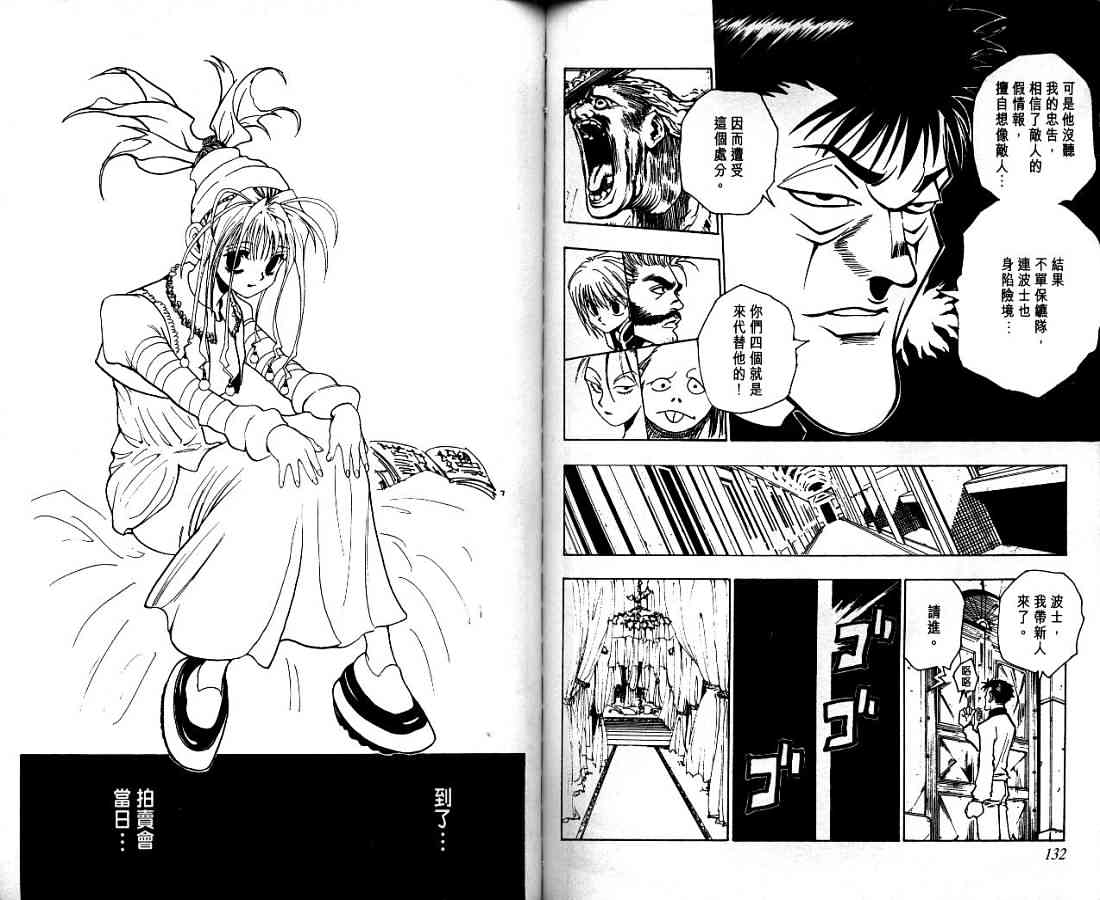 可是他沒聽
我的忠告，
相信了敵人的
假情報，
擅自想像敵人…
結果
不單保鑣隊，
連波士也
身陷險境…
因而遭受
這個處分。
你們四個就是
來代替他的！
波士，
我帶新人
來了。
請進。
ゴ
ゴ
ゴ
132
到了…
拍賣會
當日…